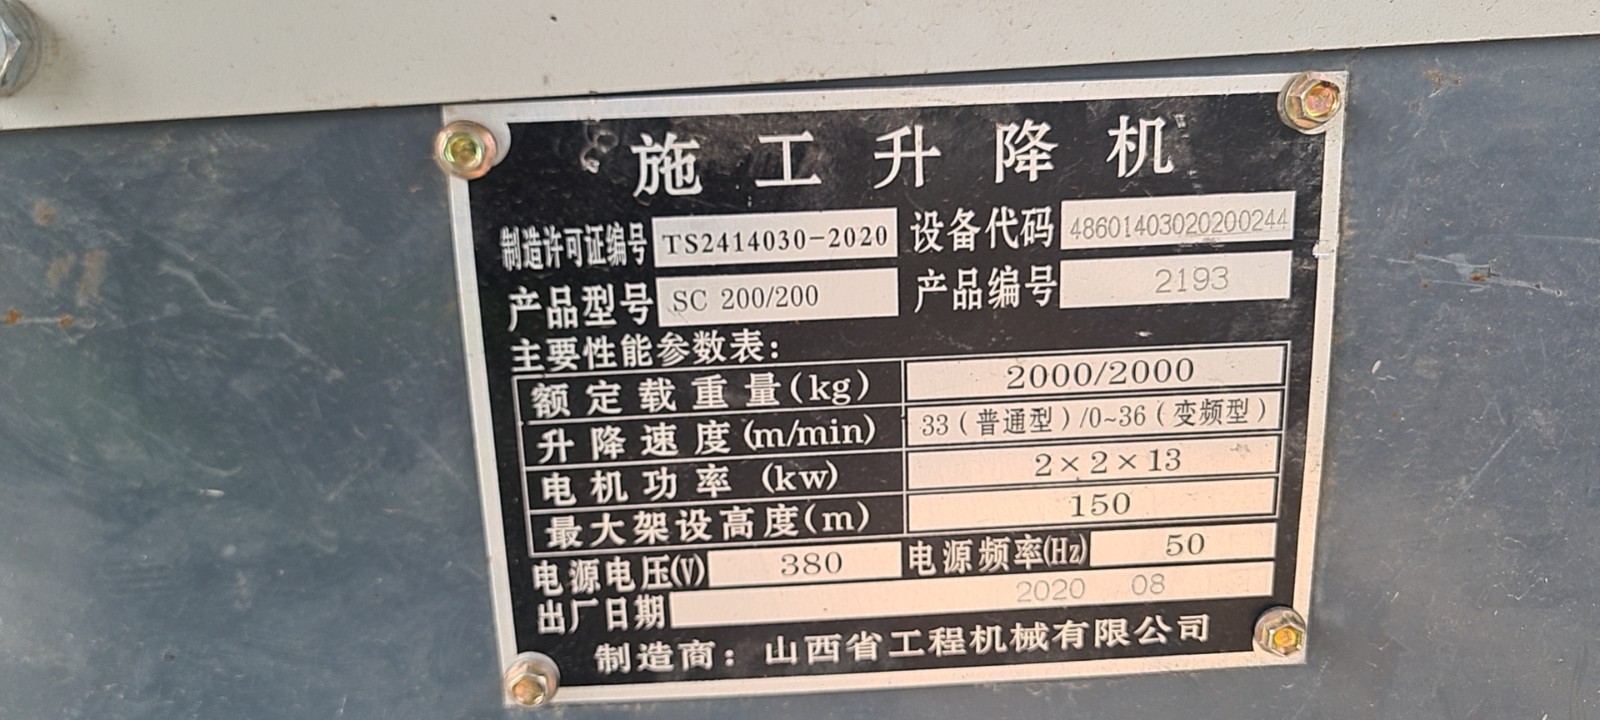 施工升降机
制造许可证编号 TS2414030-2020 设备代码 48601403020200244
产品型号 SC 200/200 产品编号 2193
主要性能参数表:
额定载重量(kg) 2000/2000
升降速度(m/min) 33(普通型)/0~36(变频型)
电机功率(kw) 2×2×13
最大架设高度(m) 150
电源电压(V) 380 电源频率(Hz) 50
出厂日期 2020 08
制造商:山西省工程机械有限公司